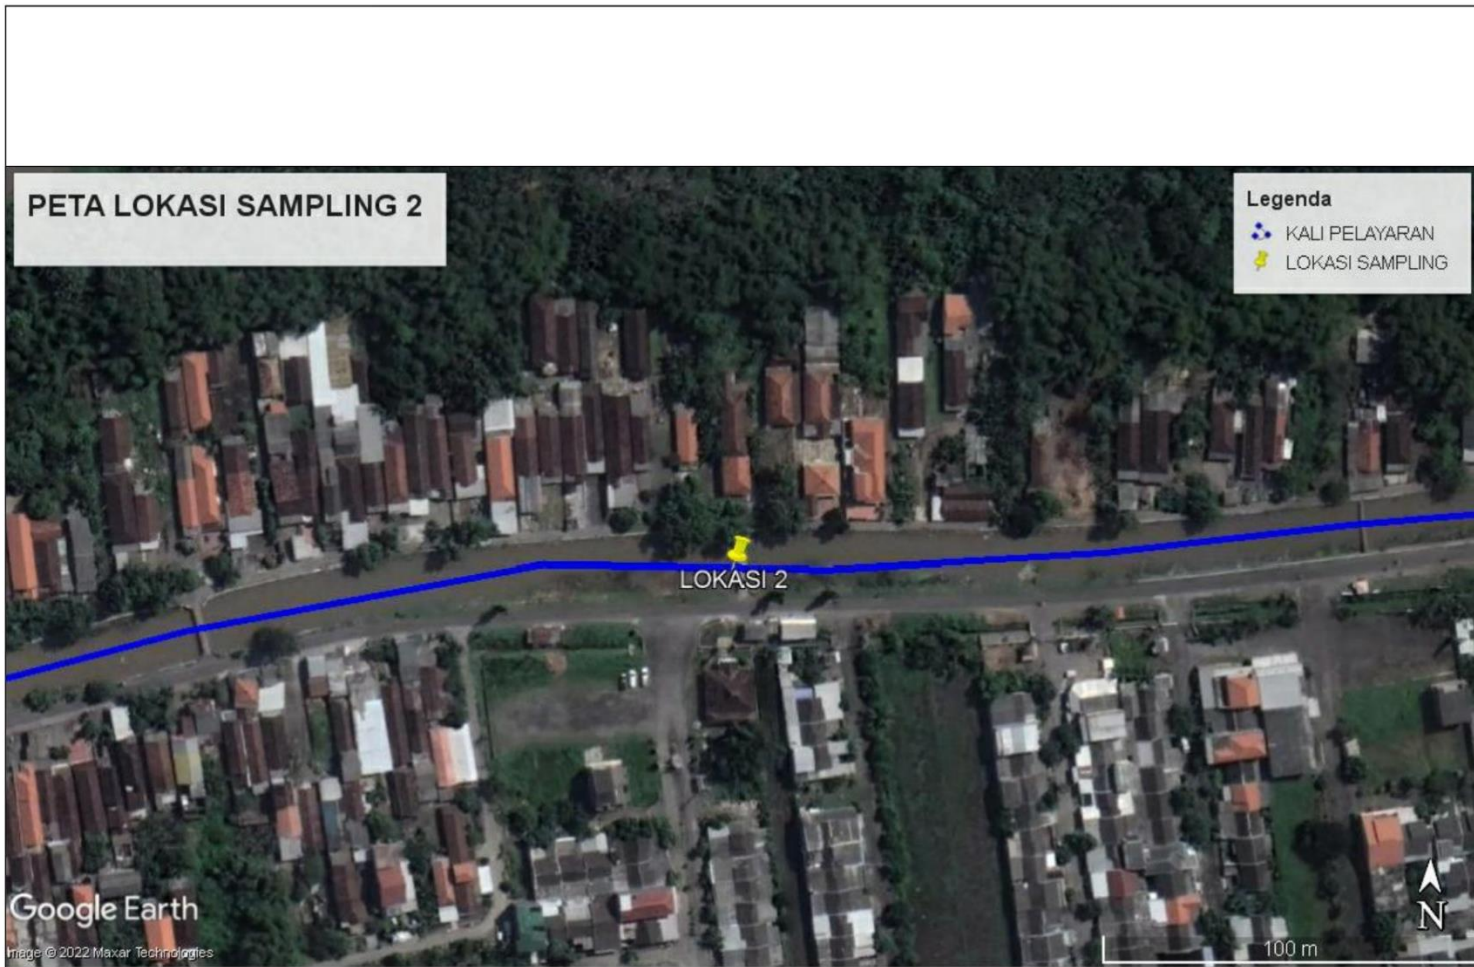 PETA LOKASI SAMPLING 2
Legenda
KALI PELAYARAN
LOKASI SAMPLING
LOKASI 2
Google Earth
Image © 2022 Maxar Technologies
N
100 m